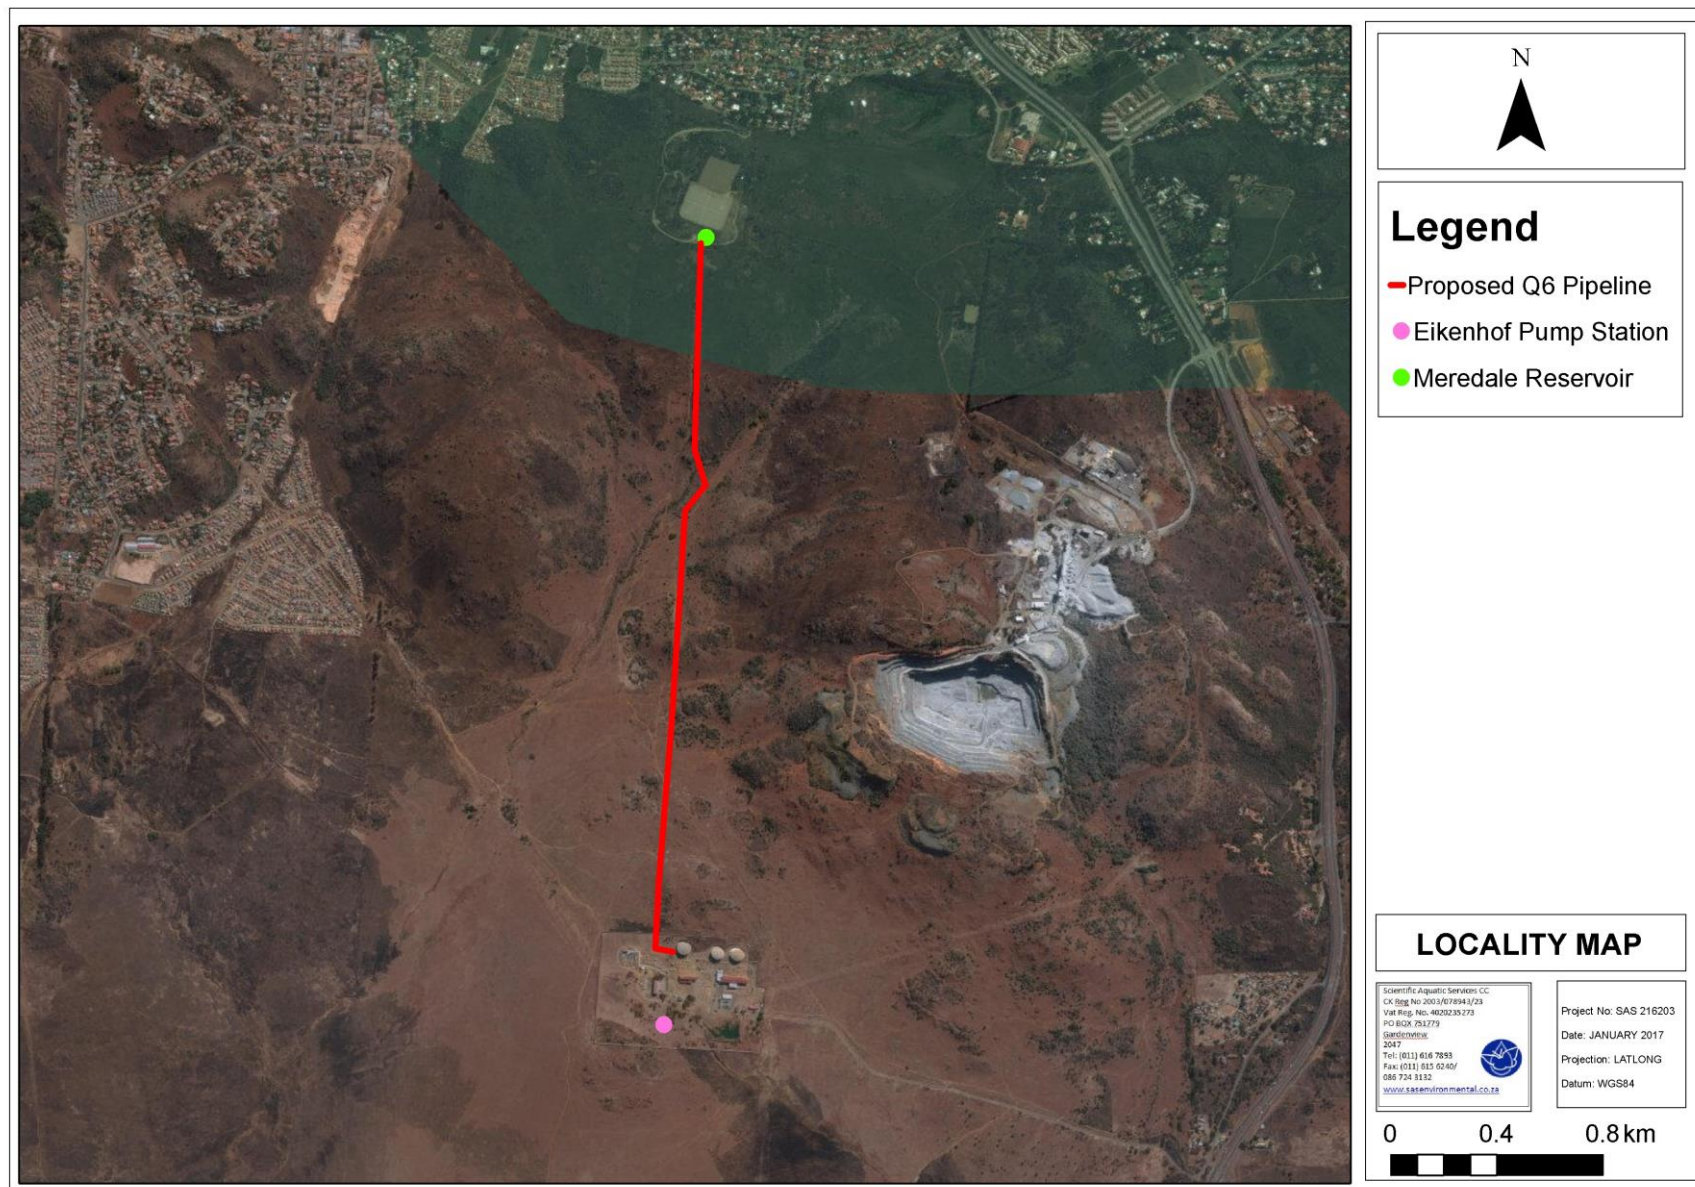 N
Legend
Proposed Q6 Pipeline
Eikenhof Pump Station
Meredale Reservoir
LOCALITY MAP
Scientific Aquatic Services CC
CK Reg No 2003/078943/23
Vat Reg. No. 4020235273
PO BOX 751779
Gardenview
2047
Tel: (011) 616 7893
Fax: (011) 615 6240/
086 724 3132
www.sasenvironmental.co.za
Project No: SAS 216203
Date: JANUARY 2017
Projection: LATLONG
Datum: WGS84
0 0.4 0.8 km